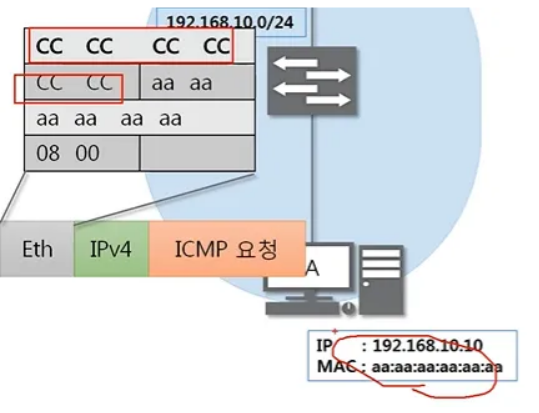 192.168.10.0/24
CC CC CC CC
CC CC aa aa
aa aa aa aa
08 00
Eth IPv4 ICMP 요청
A
IP : 192.168.10.10
MAC : aa:aa:aa:aa:aa:aa